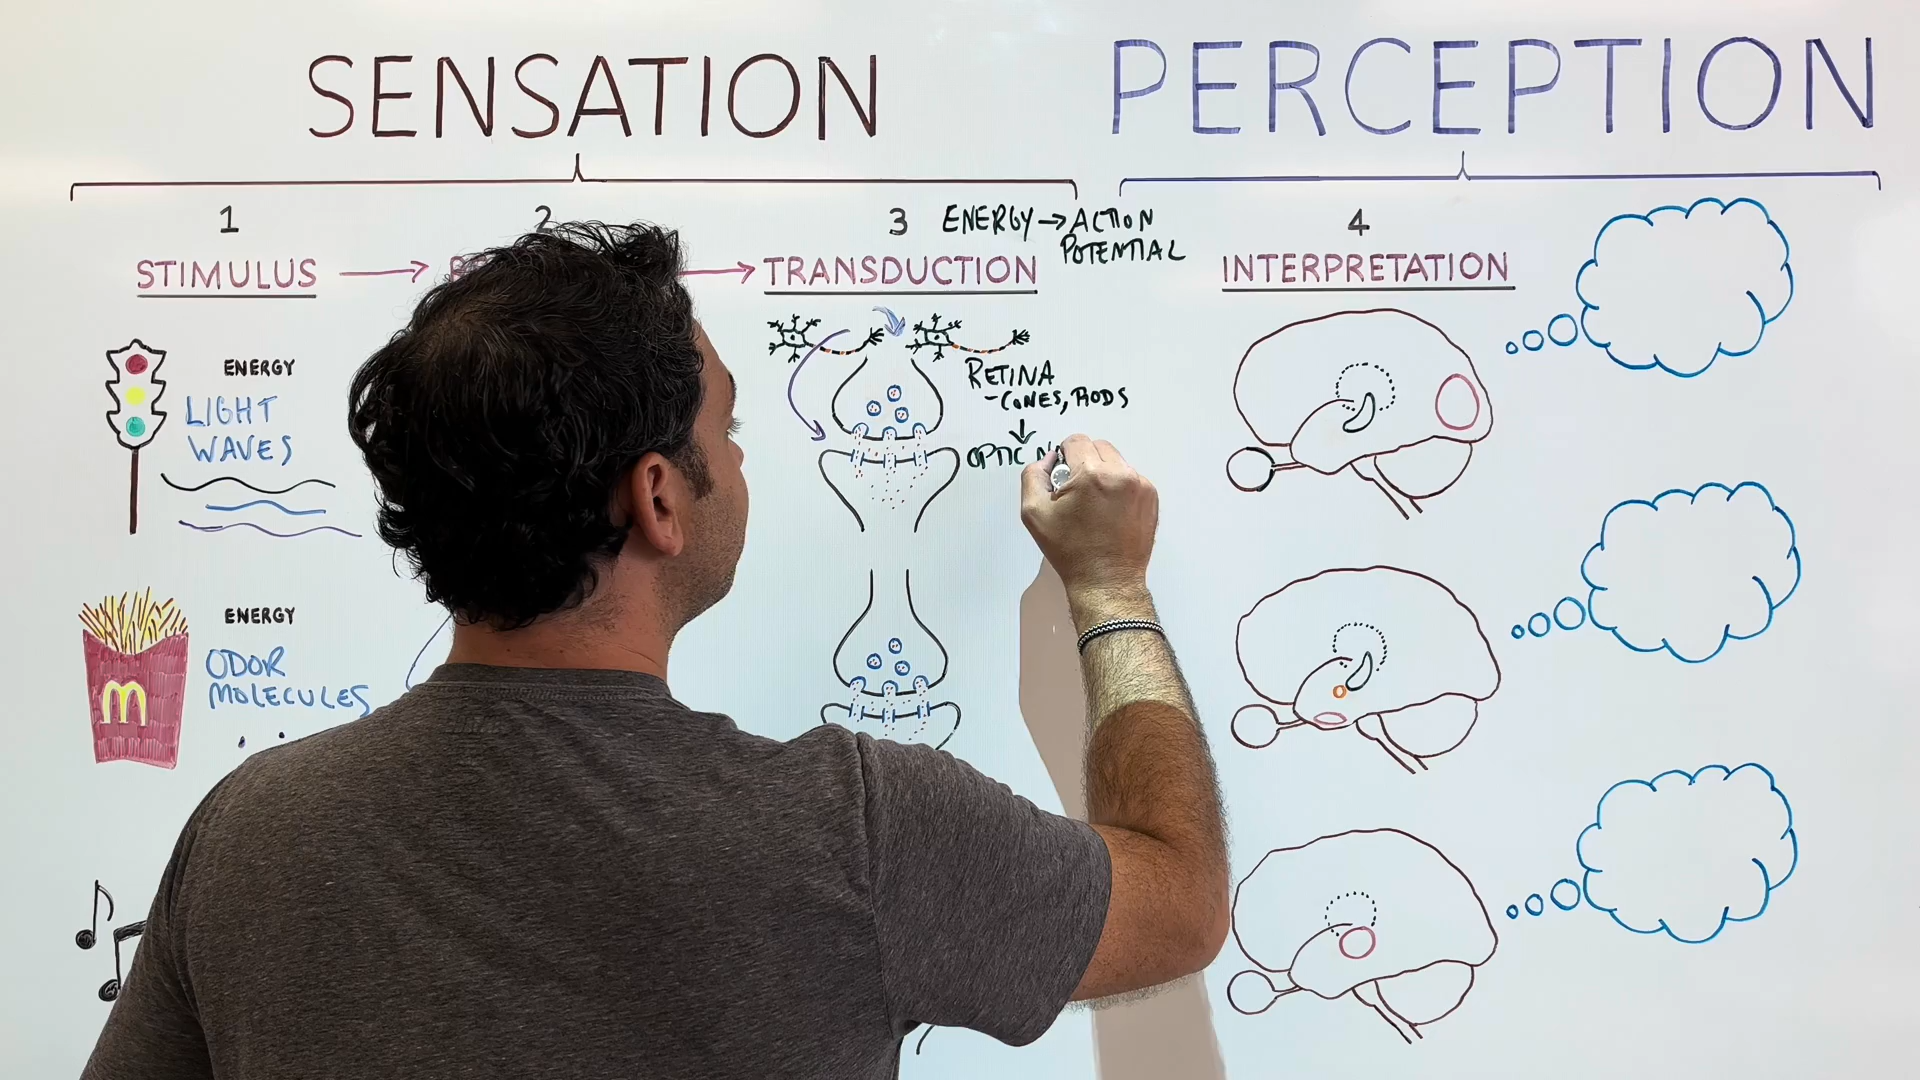 SENSATION
PERCEPTION
1
2
3
ENERGY → ACTION
POTENTIAL
4
STIMULUS
TRANSDUCTION
INTERPRETATION
ENERGY
LIGHT
WAVES
RETINA
- CONES, RODS
OPTIC
ENERGY
ODOR
MOLECULES
m